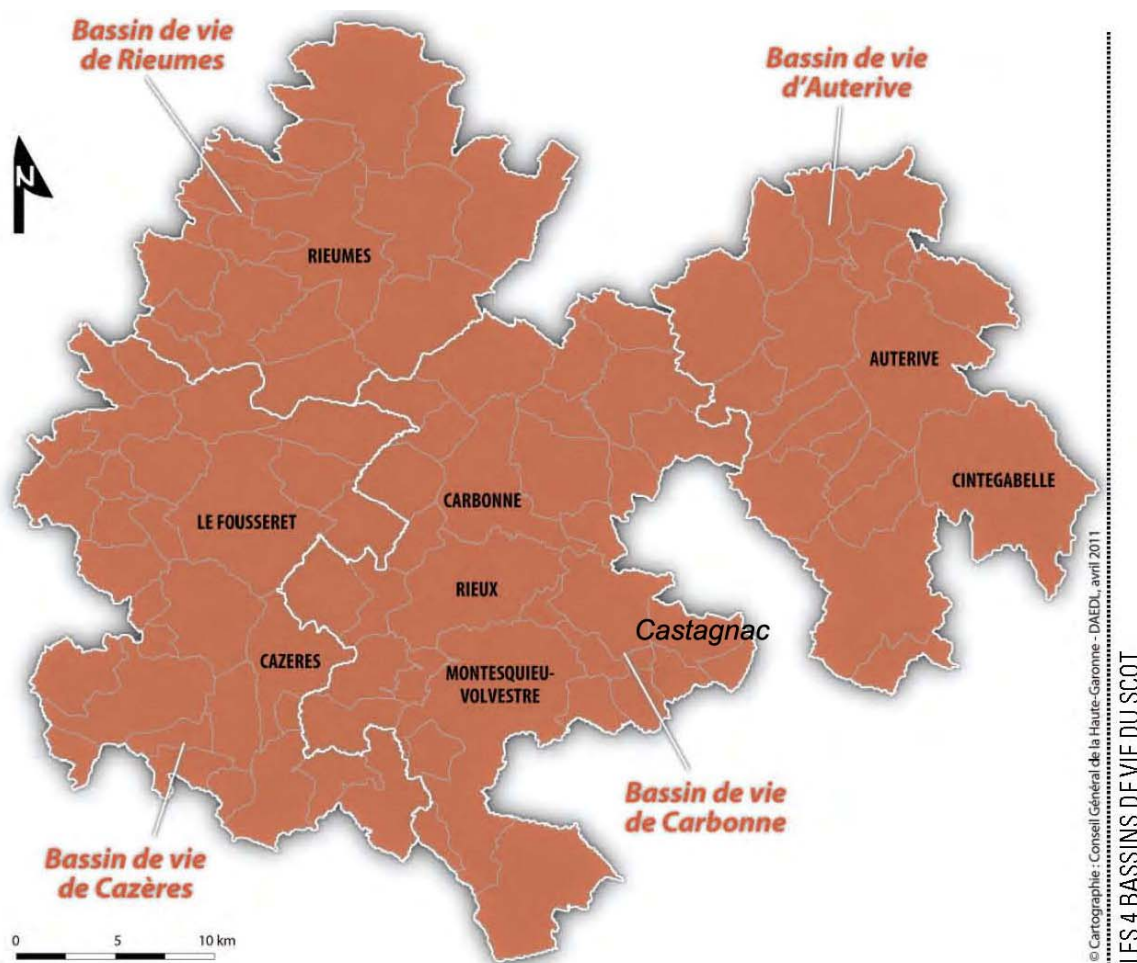 Bassin de vie
de Rieumes
Bassin de vie
d'Auterive
N
RIEUMES
AUTERIVE
CINTEGABELLE
CARBONNE
LE FOUSSERET
RIEUX
Castagnac
CAZERES
MONTESQUIEU-
VOLVESTRE
Bassin de vie
de Carbonne
Bassin de vie
de Cazères
0 5 10 km
© Cartographie : Conseil Général de la Haute-Garonne - DAEDL, avril 2011
LES 4 BASSINS DE VIE DU SCOT